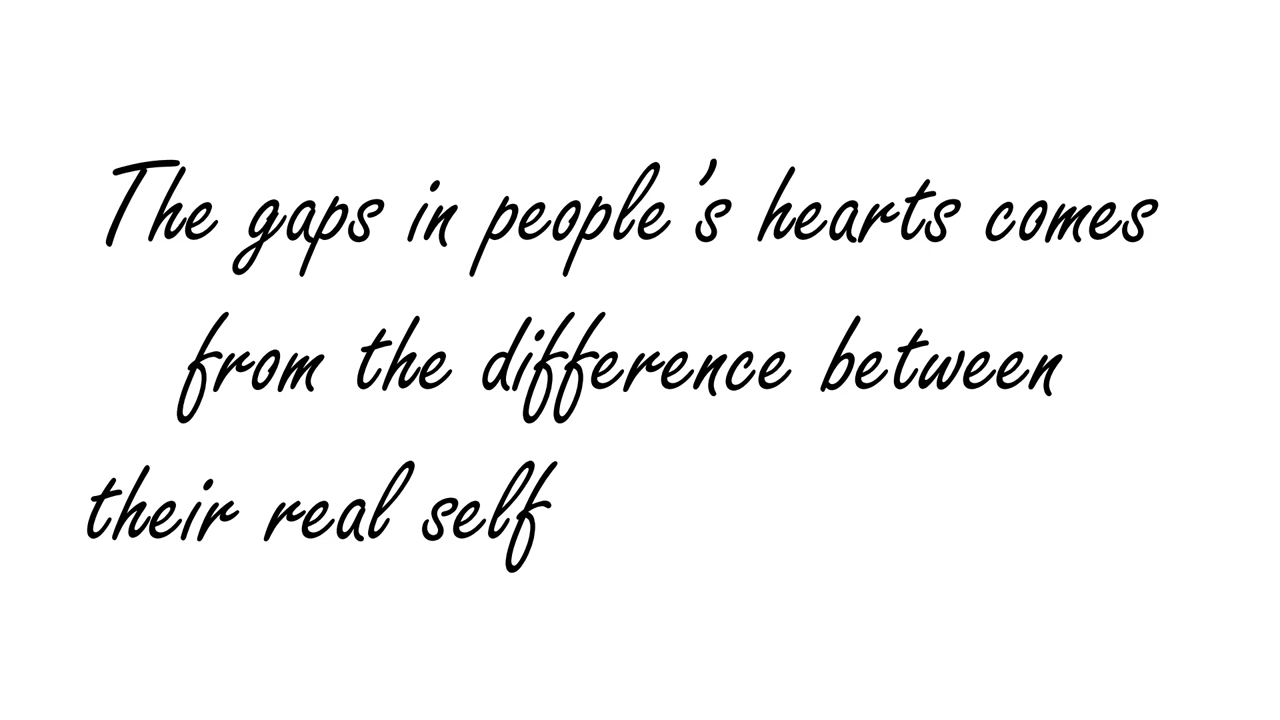 The gaps in people’s hearts comes
from the difference between
their real self